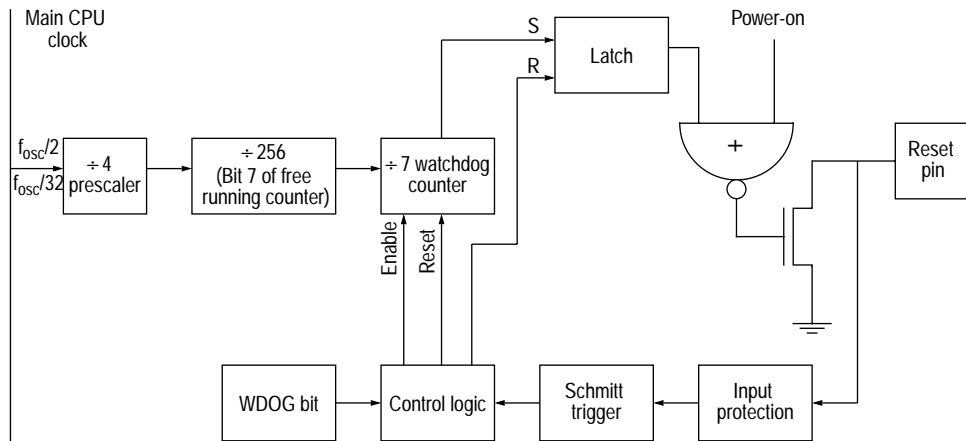 Main CPU
clock
S
R
Latch
Power-on
fosc/2
fosc/32
÷ 4
prescaler
÷ 256
(Bit 7 of free
running counter)
÷ 7 watchdog
counter
+
Reset
pin
Enable
Reset
WDOG bit
Control logic
Schmitt
trigger
Input
protection